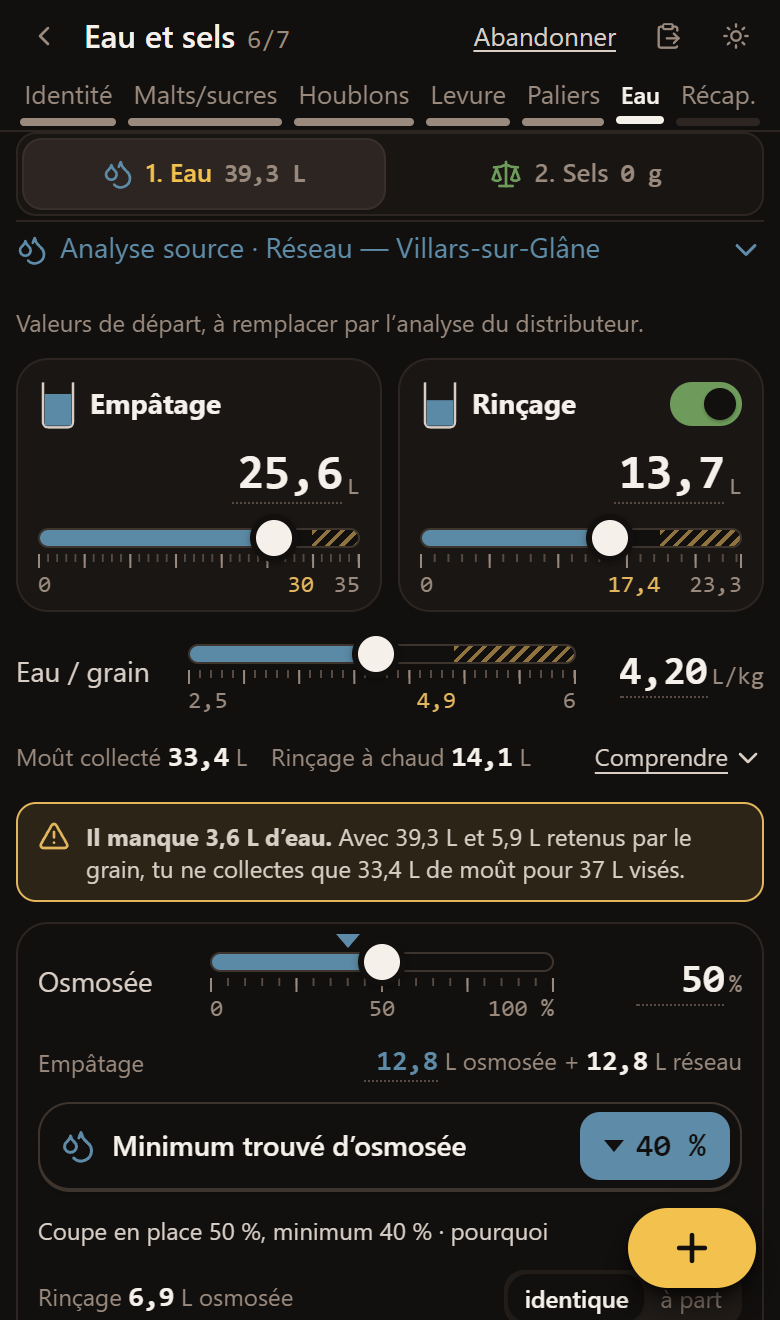 Eau et sels 6/7 Abandonner
Identité Malts/sucres Houblons Levure Paliers Eau Récap.
1. Eau 39,3 L 2. Sels 0 g
Analyse source · Réseau — Villars-sur-Glâne
Valeurs de départ, à remplacer par l’analyse du distributeur.
Empâtage
25,6 L
0 30 35
Rinçage
13,7 L
0 17,4 23,3
Eau / grain 4,20 L/kg
2,5 4,9 6
Moût collecté 33,4 L Rinçage à chaud 14,1 L Comprendre
Il manque 3,6 L d’eau. Avec 39,3 L et 5,9 L retenus par le
grain, tu ne collectes que 33,4 L de moût pour 37 L visés.
Osmosée 50 %
0 50 100 %
Empâtage 12,8 L osmosée + 12,8 L réseau
Minimum trouvé d’osmosée 40 %
Coupe en place 50 %, minimum 40 % · pourquoi
Rinçage 6,9 L osmosée identique à part